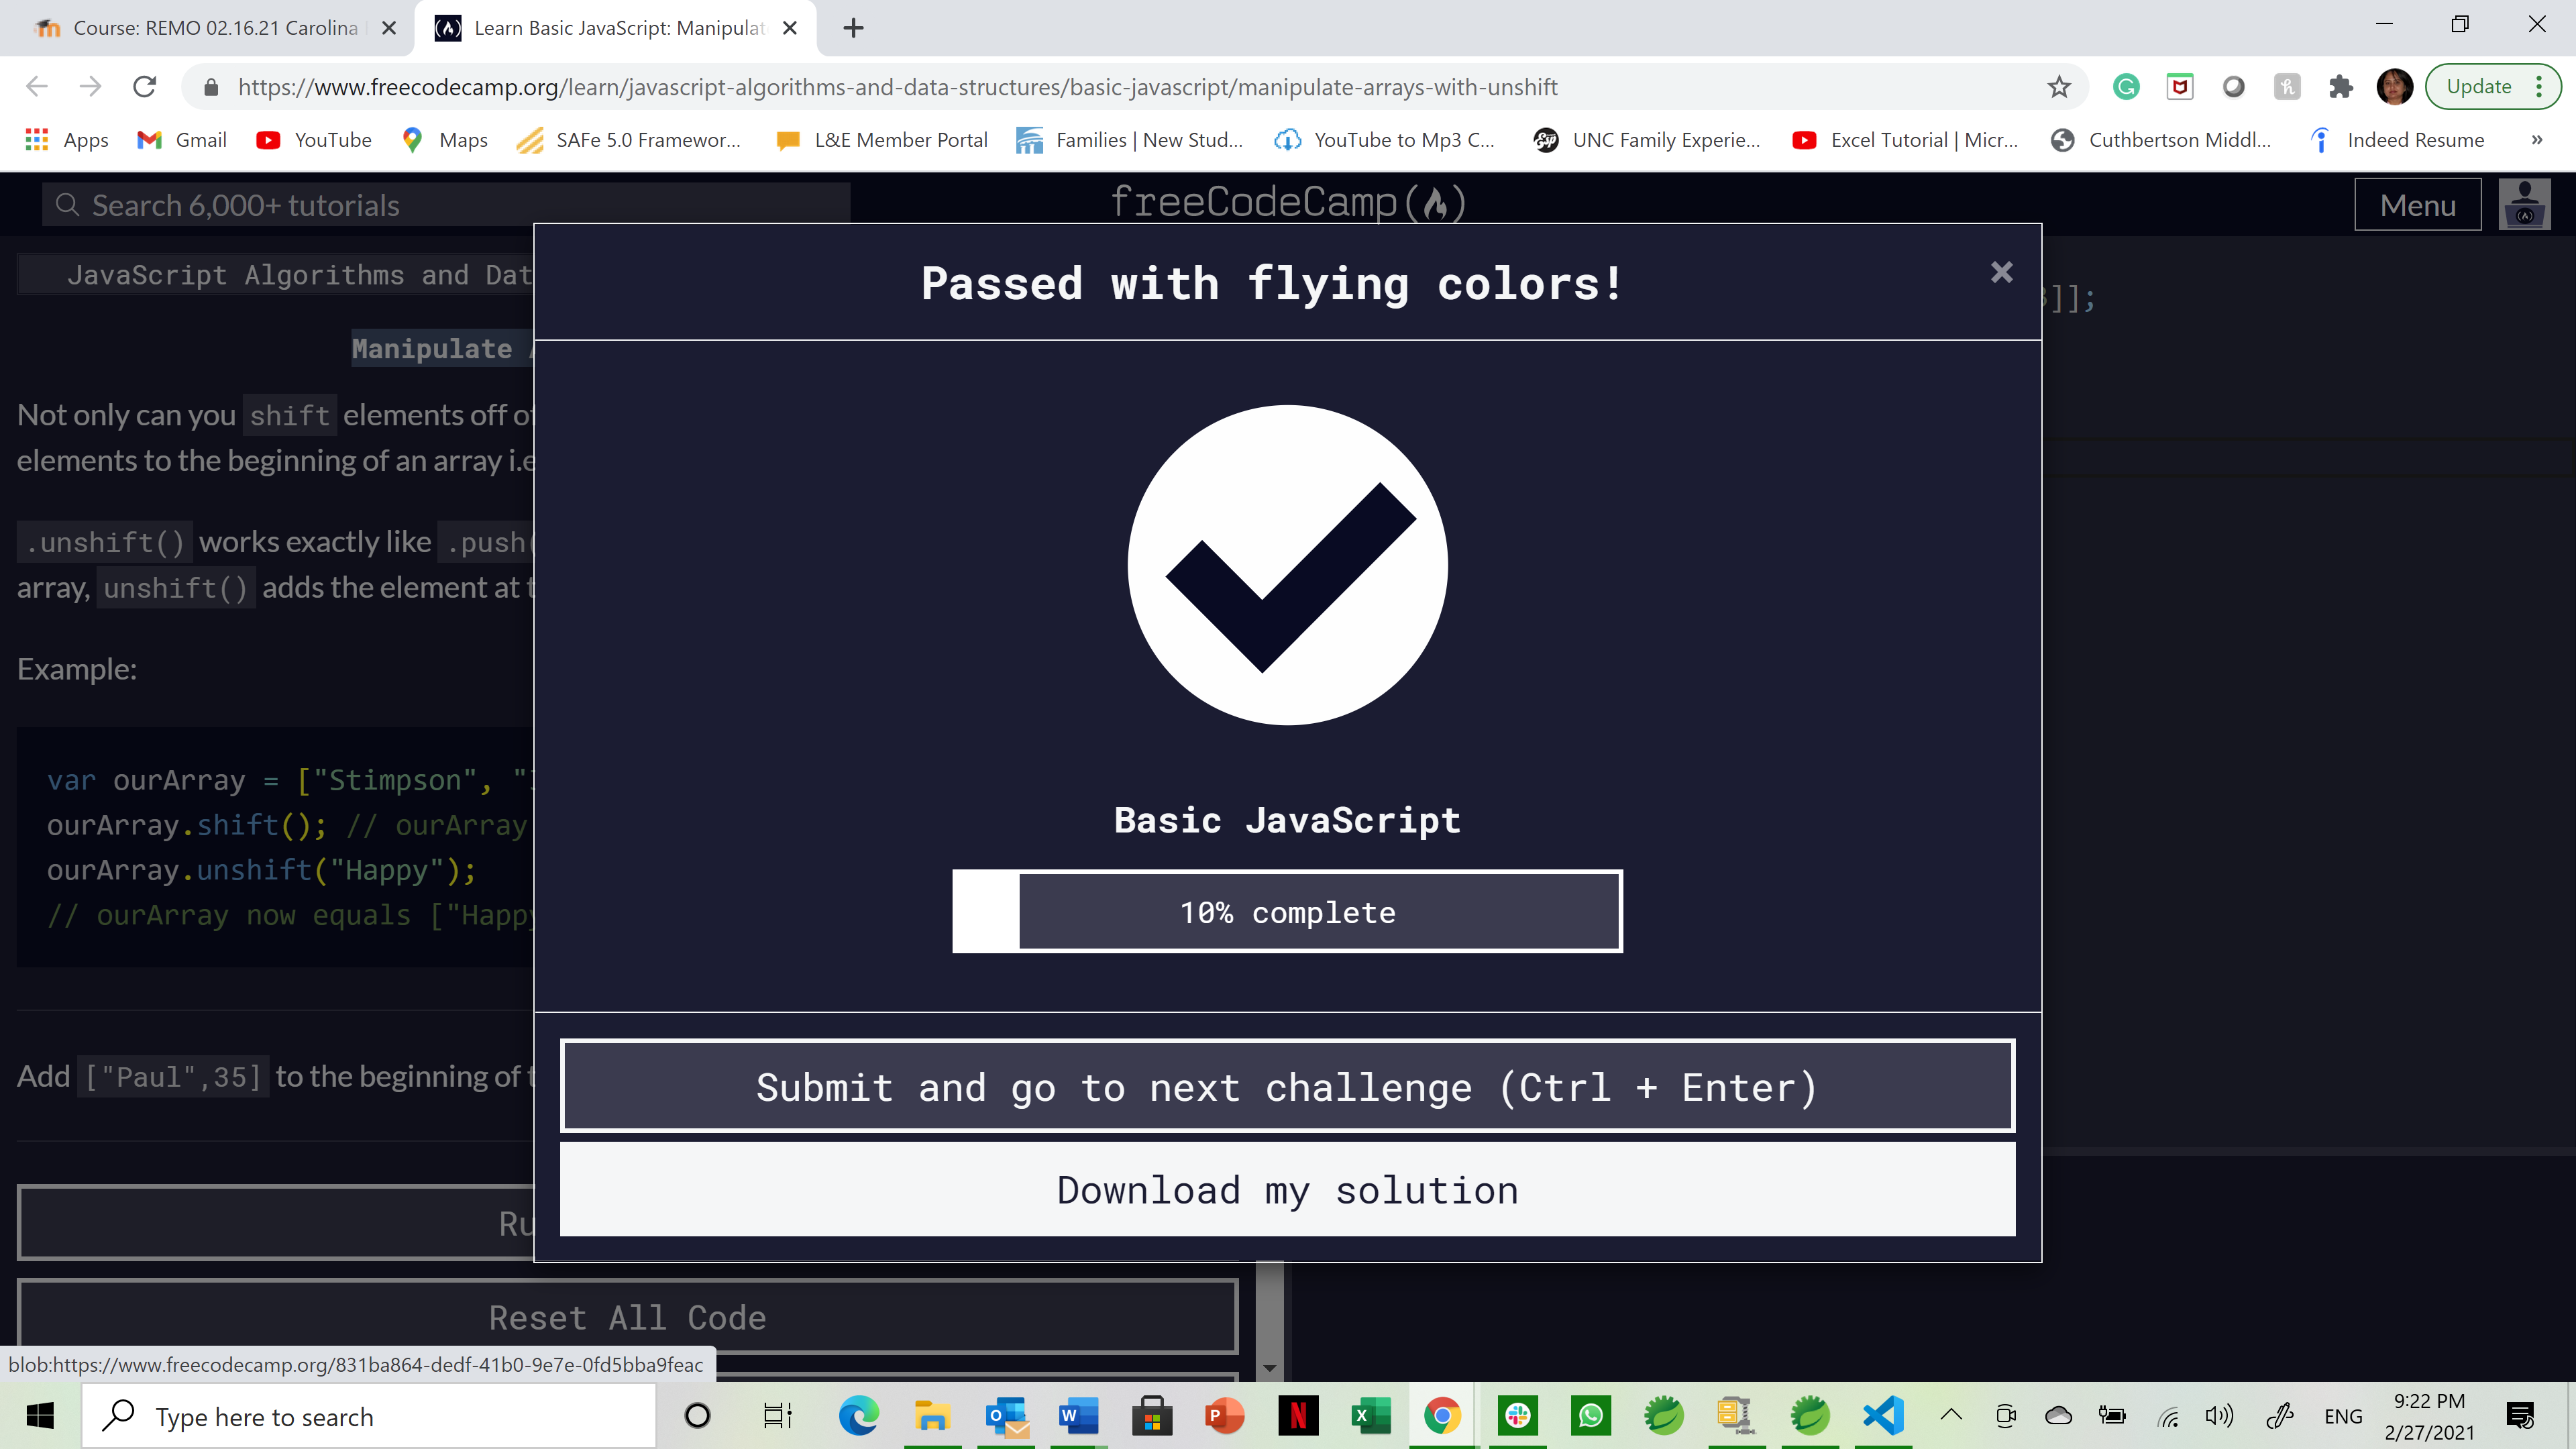 Course: REMO 02.16.21 Carolina
Learn Basic JavaScript: Manipulat
https://www.freecodecamp.org/learn/javascript-algorithms-and-data-structures/basic-javascript/manipulate-arrays-with-unshift
Update
Apps
Gmail
YouTube
Maps
SAFe 5.0 Framewor...
L&E Member Portal
Families | New Stud...
YouTube to Mp3 C...
UNC Family Experie...
Excel Tutorial | Micr...
Cuthbertson Middl...
Indeed Resume
»
Search 6,000+ tutorials
freeCodeCamp
Menu
JavaScript Algorithms and Dat
Manipulate
Not only can you shift elements off of
elements to the beginning of an array i.e
.unshift() works exactly like .push(
array, unshift() adds the element at t
Example:
var ourArray = ["Stimpson", "
ourArray.shift(); // ourArray
ourArray.unshift("Happy");
// ourArray now equals ["Happy
Add ["Paul",35] to the beginning of t
Ru
Reset All Code
]];
Passed with flying colors!
×
Basic JavaScript
10% complete
Submit and go to next challenge (Ctrl + Enter)
Download my solution
blob:https://www.freecodecamp.org/831ba864-dedf-41b0-9e7e-0fd5bba9feac
Type here to search
ENG
9:22 PM
2/27/2021